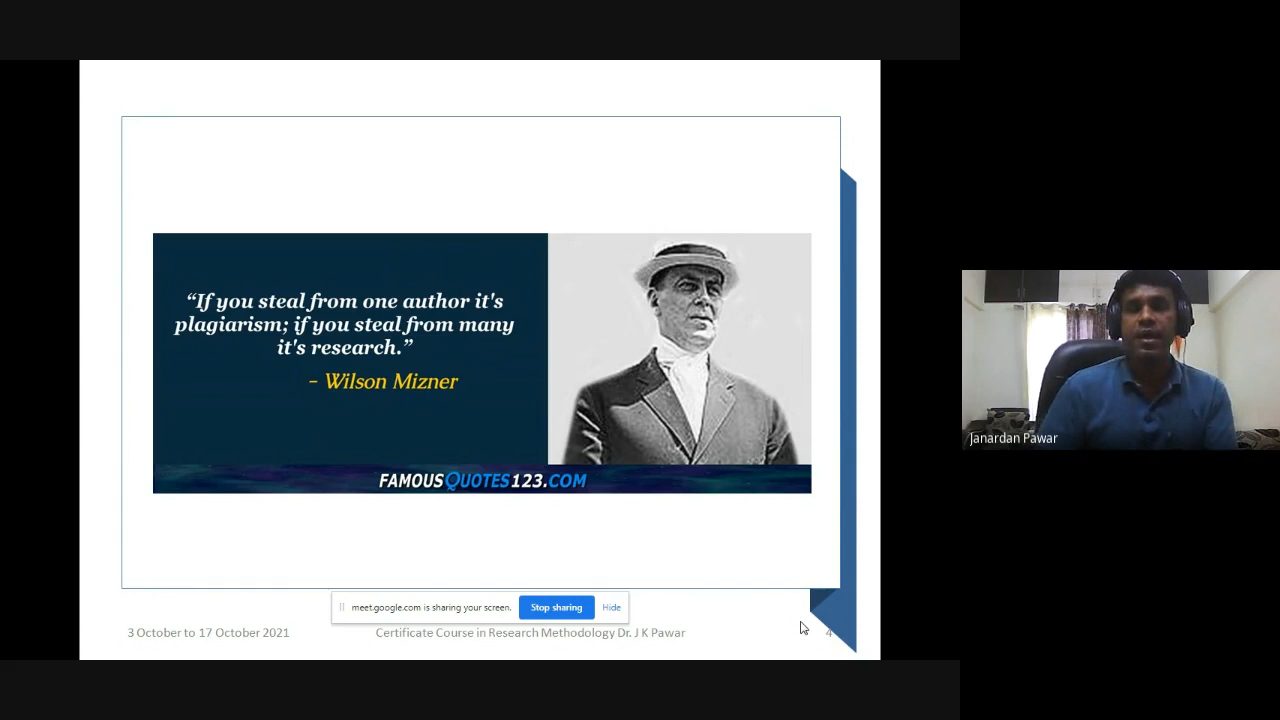 “If you steal from one author it's
plagiarism; if you steal from many
it's research.”
- Wilson Mizner
FAMOUSQUOTES123.COM
meet.google.com is sharing your screen.
Stop sharing
Hide
3 October to 17 October 2021
Certificate Course in Research Methodology Dr. J K Pawar
4
Janardan Pawar